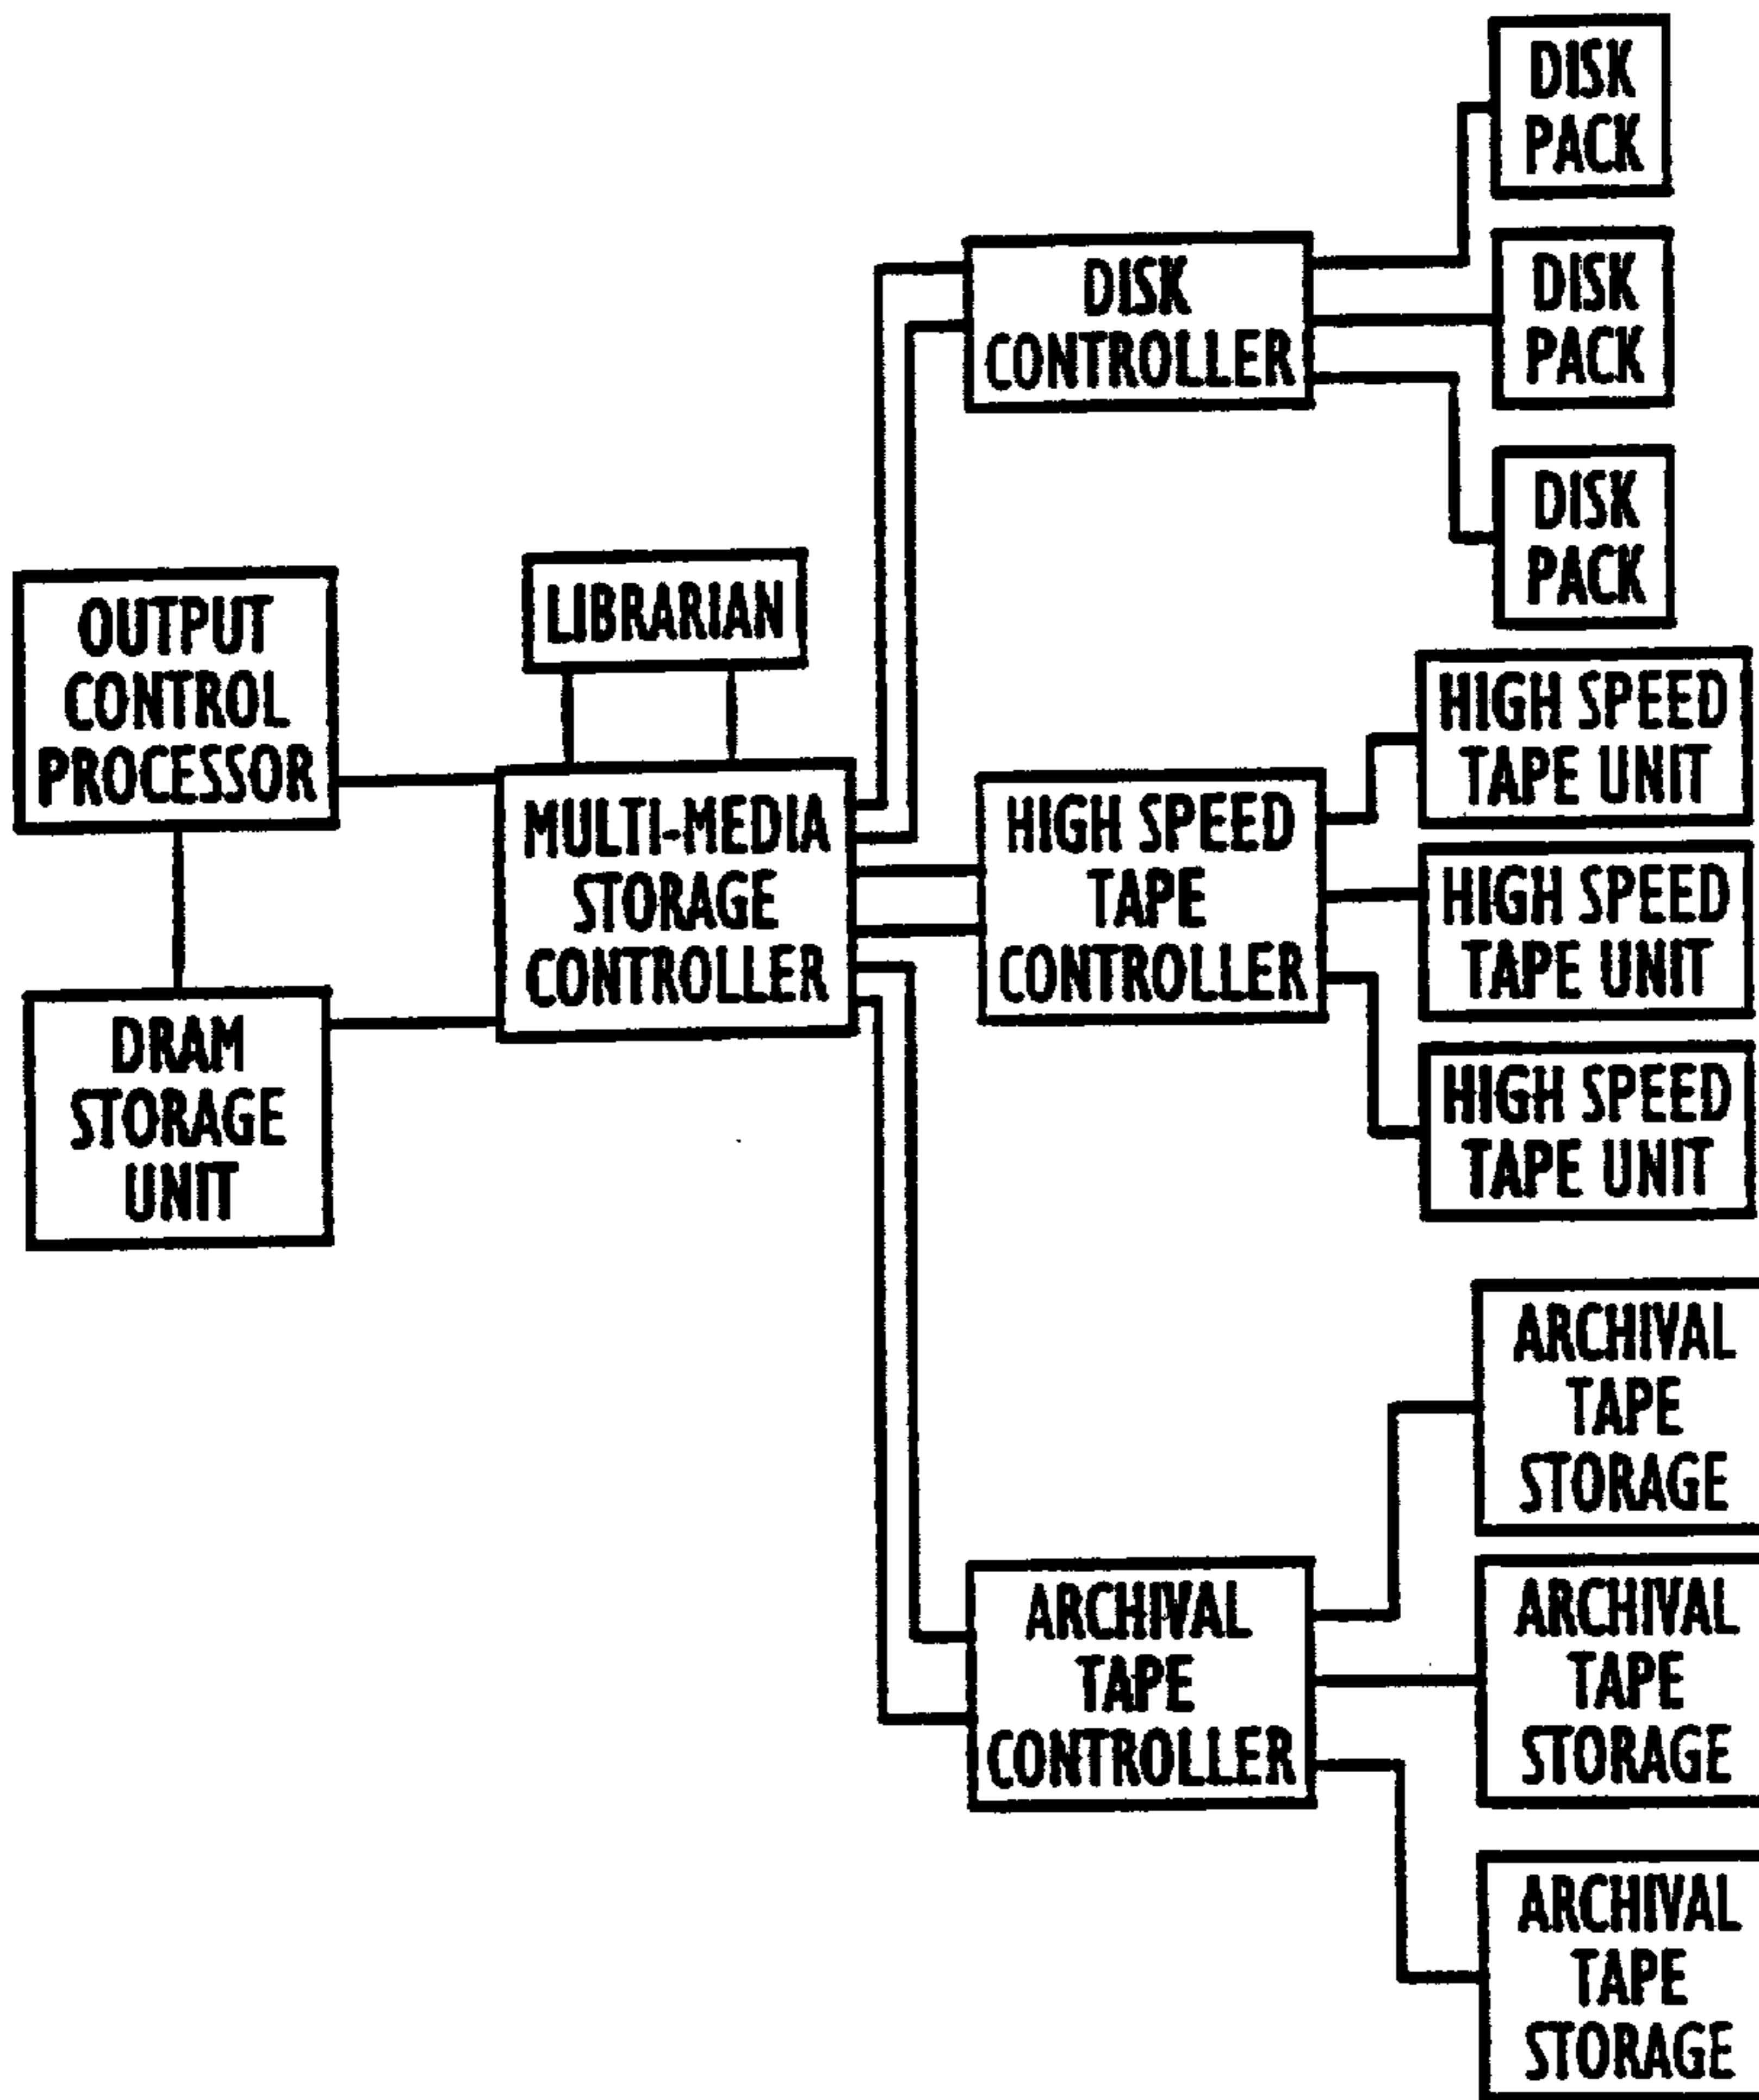 DISK
PACK
DISK
CONTROLLER
DISK
PACK
DISK
PACK
OUTPUT
CONTROL
PROCESSOR
LIBRARIAN
HIGH SPEED
TAPE UNIT
MULTI-MEDIA
STORAGE
CONTROLLER
HIGH SPEED
TAPE
CONTROLLER
HIGH SPEED
TAPE UNIT
DRAM
STORAGE
UNIT
HIGH SPEED
TAPE UNIT
ARCHIVAL
TAPE
STORAGE
ARCHIVAL
TAPE
CONTROLLER
ARCHIVAL
TAPE
STORAGE
ARCHIVAL
TAPE
STORAGE